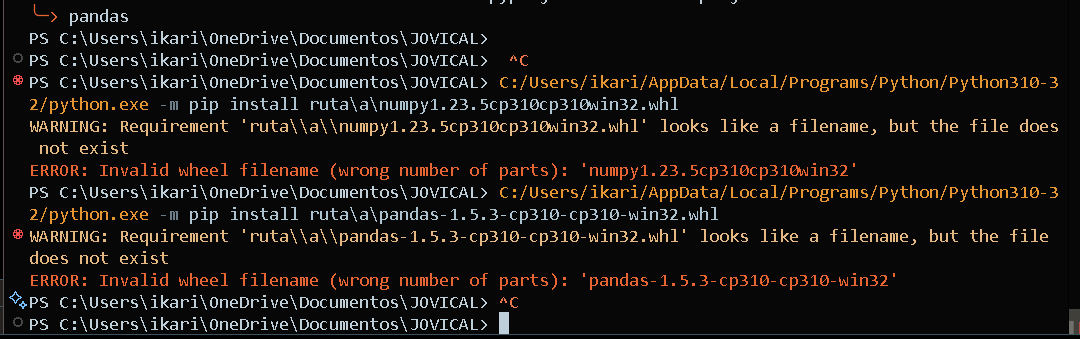 ╰─> pandas
PS C:\Users\ikari\OneDrive\Documentos\JOVICAL>
PS C:\Users\ikari\OneDrive\Documentos\JOVICAL>  ^C
PS C:\Users\ikari\OneDrive\Documentos\JOVICAL> C:/Users/ikari/AppData/Local/Programs/Python/Python310-3
2/python.exe -m pip install ruta\a\numpy1.23.5cp310cp310win32.whl
WARNING: Requirement 'ruta\\a\\numpy1.23.5cp310cp310win32.whl' looks like a filename, but the file does
 not exist
ERROR: Invalid wheel filename (wrong number of parts): 'numpy1.23.5cp310cp310win32'
PS C:\Users\ikari\OneDrive\Documentos\JOVICAL> C:/Users/ikari/AppData/Local/Programs/Python/Python310-3
2/python.exe -m pip install ruta\a\pandas-1.5.3-cp310-cp310-win32.whl
WARNING: Requirement 'ruta\\a\\pandas-1.5.3-cp310-cp310-win32.whl' looks like a filename, but the file
does not exist
ERROR: Invalid wheel filename (wrong number of parts): 'pandas-1.5.3-cp310-cp310-win32'
PS C:\Users\ikari\OneDrive\Documentos\JOVICAL> ^C
PS C:\Users\ikari\OneDrive\Documentos\JOVICAL>